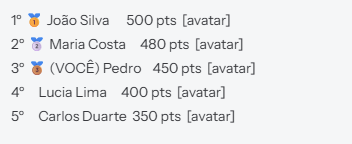 1º 🥇 João Silva 500 pts [avatar]
2º 🥈 Maria Costa 480 pts [avatar]
3º 🥉 (VOCÊ) Pedro 450 pts [avatar]
4º Lucia Lima 400 pts [avatar]
5º Carlos Duarte 350 pts [avatar]